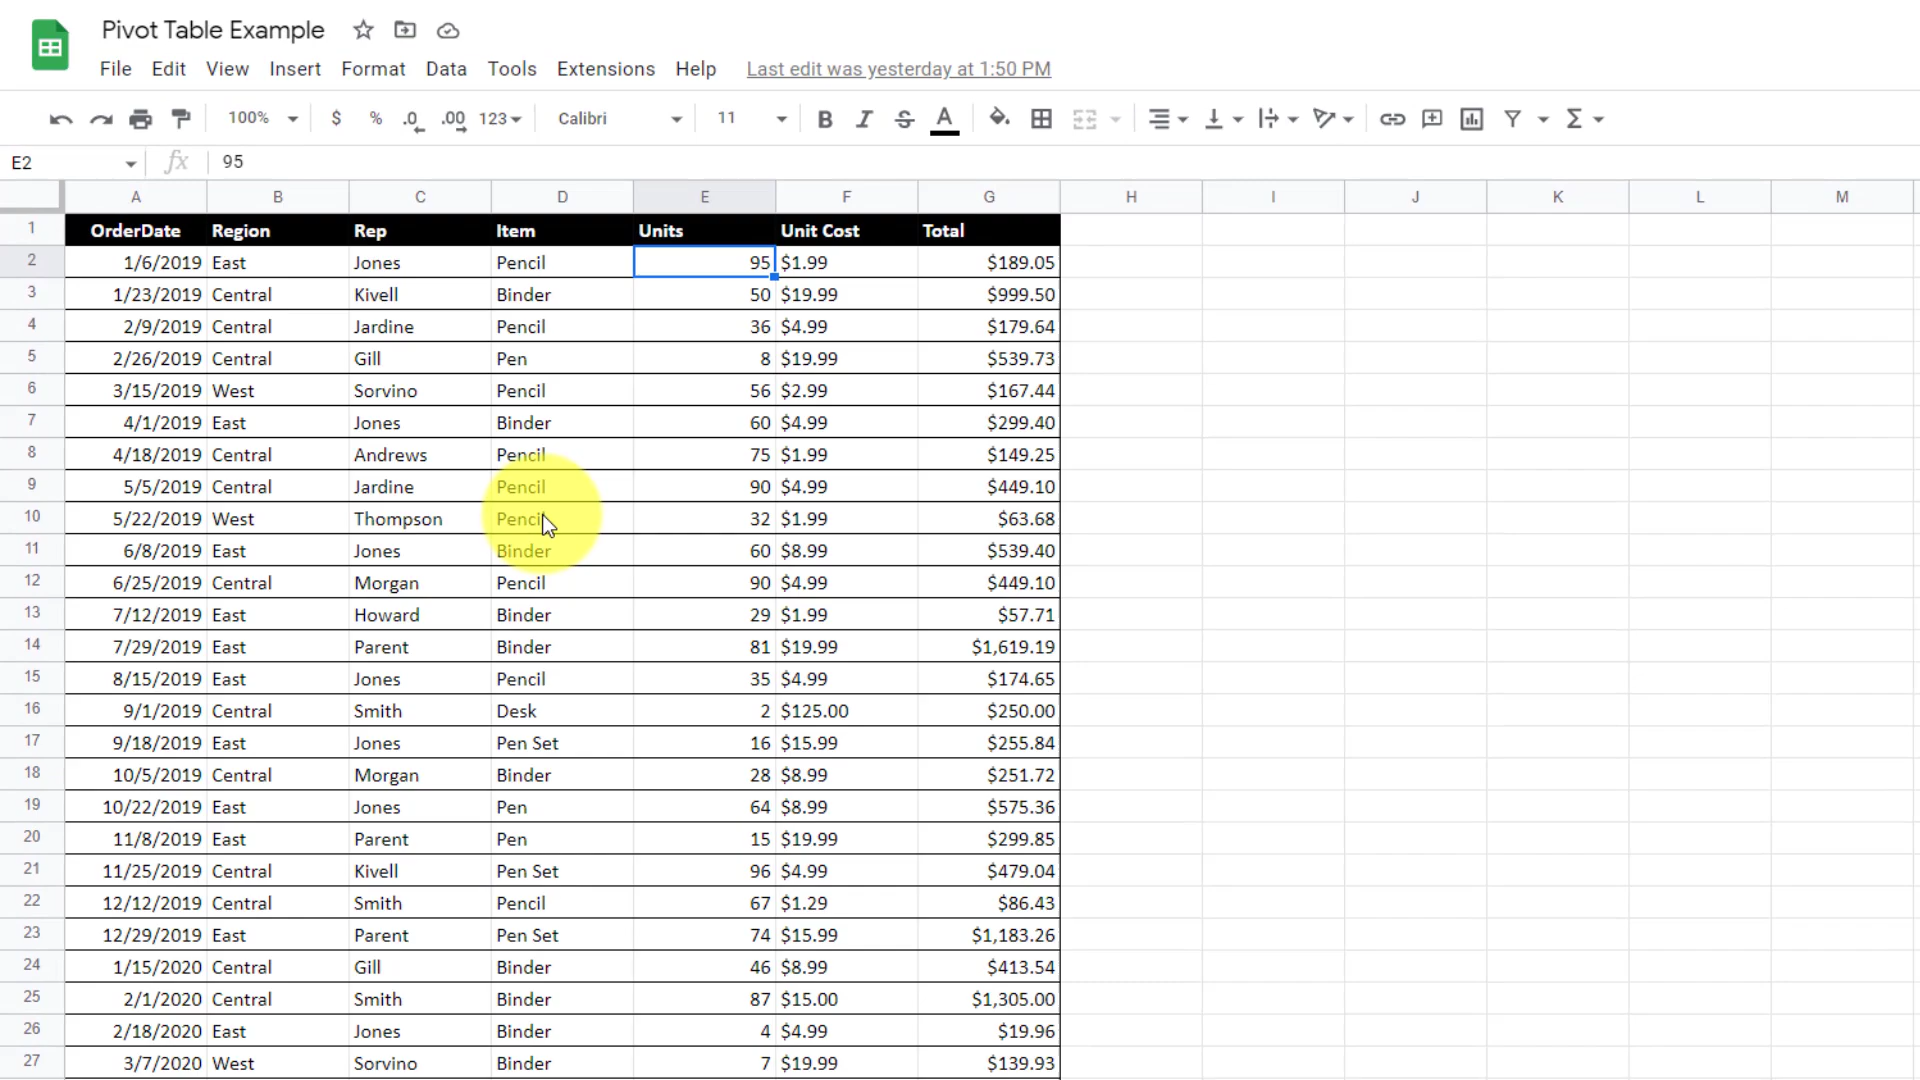 Pivot Table Example
File Edit View Insert Format Data Tools Extensions Help Last edit was yesterday at 1:50 PM
100% $ % .0 .00 123 Calibri 11 B I S A Σ
E2 fx 95
A B C D E F G H I J K L M
1 OrderDate Region Rep Item Units Unit Cost Total
2 1/6/2019 East Jones Pencil 95 $1.99 $189.05
3 1/23/2019 Central Kivell Binder 50 $19.99 $999.50
4 2/9/2019 Central Jardine Pencil 36 $4.99 $179.64
5 2/26/2019 Central Gill Pen 8 $19.99 $539.73
6 3/15/2019 West Sorvino Pencil 56 $2.99 $167.44
7 4/1/2019 East Jones Binder 60 $4.99 $299.40
8 4/18/2019 Central Andrews Pencil 75 $1.99 $149.25
9 5/5/2019 Central Jardine Pencil 90 $4.99 $449.10
10 5/22/2019 West Thompson Pencil 32 $1.99 $63.68
11 6/8/2019 East Jones Binder 60 $8.99 $539.40
12 6/25/2019 Central Morgan Pencil 90 $4.99 $449.10
13 7/12/2019 East Howard Binder 29 $1.99 $57.71
14 7/29/2019 East Parent Binder 81 $19.99 $1,619.19
15 8/15/2019 East Jones Pencil 35 $4.99 $174.65
16 9/1/2019 Central Smith Desk 2 $125.00 $250.00
17 9/18/2019 East Jones Pen Set 16 $15.99 $255.84
18 10/5/2019 Central Morgan Binder 28 $8.99 $251.72
19 10/22/2019 East Jones Pen 64 $8.99 $575.36
20 11/8/2019 East Parent Pen 15 $19.99 $299.85
21 11/25/2019 Central Kivell Pen Set 96 $4.99 $479.04
22 12/12/2019 Central Smith Pencil 67 $1.29 $86.43
23 12/29/2019 East Parent Pen Set 74 $15.99 $1,183.26
24 1/15/2020 Central Gill Binder 46 $8.99 $413.54
25 2/1/2020 Central Smith Binder 87 $15.00 $1,305.00
26 2/18/2020 East Jones Binder 4 $4.99 $19.96
27 3/7/2020 West Sorvino Binder 7 $19.99 $139.93